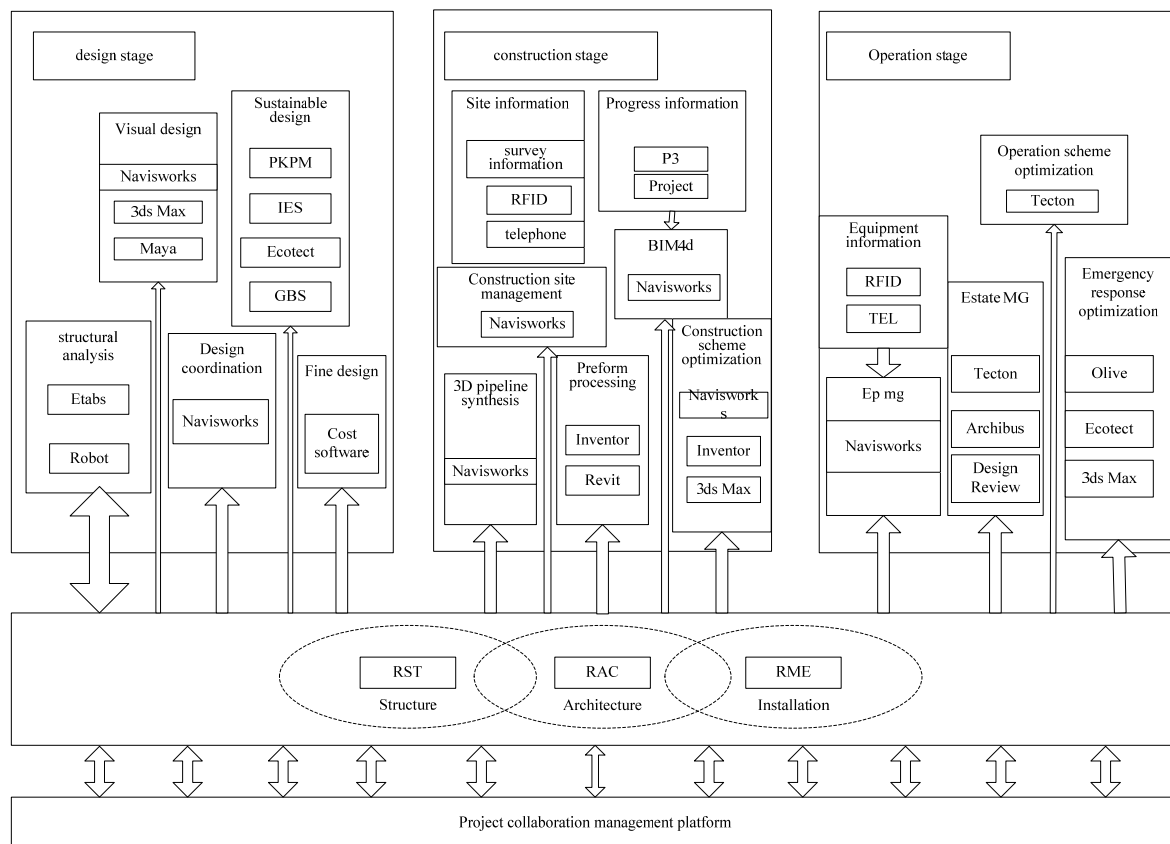 design stage
Visual design
Navisworks
3ds Max
Maya
Sustainable
design
PKPM
IES
Ecotect
GBS
structural
analysis
Etabs
Robot
Design
coordination
Navisworks
Fine design
Cost
software
construction stage
Site information
survey
information
RFID
telephone
Progress information
P3
Project
BIM4d
Navisworks
Construction site
management
Navisworks
3D pipeline
synthesis
Navisworks
Preform
processing
Inventor
Revit
Construction
scheme
optimization
Naviswork
s
Inventor
3ds Max
Operation stage
Operation scheme
optimization
Tecton
Equipment
information
RFID
TEL
Ep mg
Navisworks
Estate MG
Tecton
Archibus
Design
Review
Emergency
response
optimization
Olive
Ecotect
3ds Max
RST
Structure
RAC
Architecture
RME
Installation
Project collaboration management platform